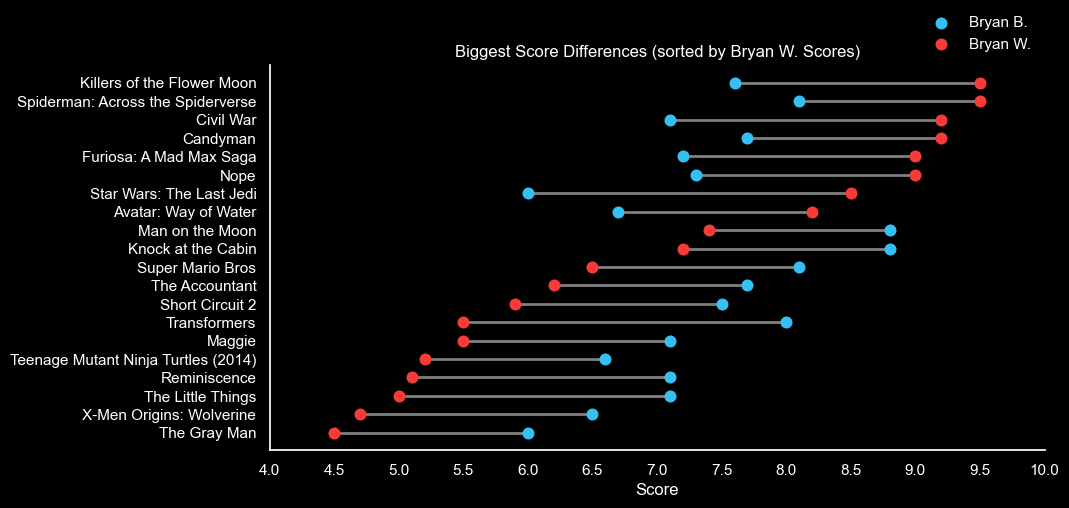 Bryan B.
Bryan W.
Biggest Score Differences (sorted by Bryan W. Scores)
Killers of the Flower Moon
Spiderman: Across the Spiderverse
Civil War
Candyman
Furiosa: A Mad Max Saga
Nope
Star Wars: The Last Jedi
Avatar: Way of Water
Man on the Moon
Knock at the Cabin
Super Mario Bros
The Accountant
Short Circuit 2
Transformers
Maggie
Teenage Mutant Ninja Turtles (2014)
Reminiscence
The Little Things
X-Men Origins: Wolverine
The Gray Man
4.0 4.5 5.0 5.5 6.0 6.5 7.0 7.5 8.0 8.5 9.0 9.5 10.0
Score